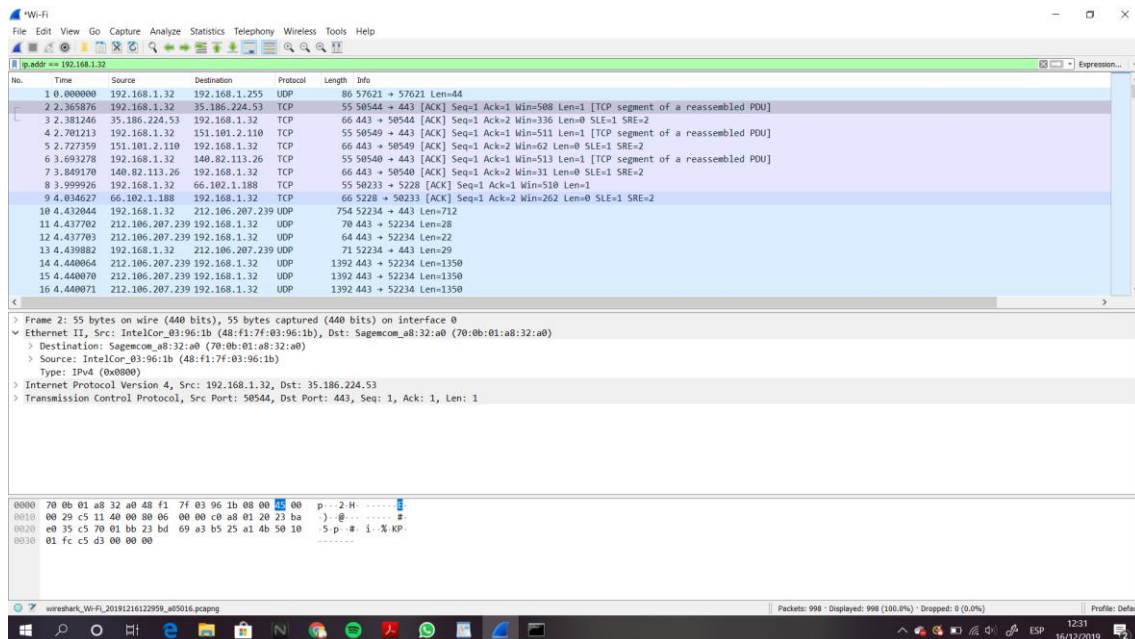 *Wi-Fi
File Edit View Go Capture Analyze Statistics Telephony Wireless Tools Help
ip.addr == 192.168.1.32 Expression...
No. Time Source Destination Protocol Length Info
1 0.000000 192.168.1.32 192.168.1.255 UDP 86 57621 → 57621 Len=44
2 2.365876 192.168.1.32 35.186.224.53 TCP 55 50544 → 443 [ACK] Seq=1 Ack=1 Win=508 Len=1 [TCP segment of a reassembled PDU]
3 2.381246 35.186.224.53 192.168.1.32 TCP 66 443 → 50544 [ACK] Seq=1 Ack=2 Win=336 Len=0 SLE=1 SRE=2
4 2.701213 192.168.1.32 151.101.2.110 TCP 55 50549 → 443 [ACK] Seq=1 Ack=1 Win=511 Len=1 [TCP segment of a reassembled PDU]
5 2.727359 151.101.2.110 192.168.1.32 TCP 66 443 → 50549 [ACK] Seq=1 Ack=2 Win=62 Len=0 SLE=1 SRE=2
6 3.693278 192.168.1.32 140.82.113.26 TCP 55 50540 → 443 [ACK] Seq=1 Ack=1 Win=513 Len=1 [TCP segment of a reassembled PDU]
7 3.849170 140.82.113.26 192.168.1.32 TCP 66 443 → 50540 [ACK] Seq=1 Ack=2 Win=31 Len=0 SLE=1 SRE=2
8 3.999926 192.168.1.32 66.102.1.188 TCP 55 50233 → 5228 [ACK] Seq=1 Ack=1 Win=510 Len=1
9 4.034627 66.102.1.188 192.168.1.32 TCP 66 5228 → 50233 [ACK] Seq=1 Ack=2 Win=262 Len=0 SLE=1 SRE=2
10 4.432044 192.168.1.32 212.106.207.239 UDP 754 52234 → 443 Len=712
11 4.437702 212.106.207.239 192.168.1.32 UDP 70 443 → 52234 Len=28
12 4.437703 212.106.207.239 192.168.1.32 UDP 64 443 → 52234 Len=22
13 4.439882 192.168.1.32 212.106.207.239 UDP 71 52234 → 443 Len=29
14 4.440064 212.106.207.239 192.168.1.32 UDP 1392 443 → 52234 Len=1350
15 4.440070 212.106.207.239 192.168.1.32 UDP 1392 443 → 52234 Len=1350
16 4.440071 212.106.207.239 192.168.1.32 UDP 1392 443 → 52234 Len=1350
> Frame 2: 55 bytes on wire (440 bits), 55 bytes captured (440 bits) on interface 0
Ethernet II, Src: IntelCor_03:96:1b (48:f1:7f:03:96:1b), Dst: Sagemcom_a8:32:a0 (70:0b:01:a8:32:a0)
> Destination: Sagemcom_a8:32:a0 (70:0b:01:a8:32:a0)
> Source: IntelCor_03:96:1b (48:f1:7f:03:96:1b)
Type: IPv4 (0x0800)
> Internet Protocol Version 4, Src: 192.168.1.32, Dst: 35.186.224.53
> Transmission Control Protocol, Src Port: 50544, Dst Port: 443, Seq: 1, Ack: 1, Len: 1
0000 70 0b 01 a8 32 a0 48 f1 7f 03 96 1b 08 00 45 00 p···2·H· ······E·
0010 00 29 c5 11 40 00 80 06 00 00 c0 a8 01 20 23 ba ·)··@··· ····· #·
0020 e0 35 c5 70 01 bb 23 bd 69 a3 b5 25 a1 4b 50 10 ·5·p··#· i··%·KP·
0030 01 fc c5 d3 00 00 00 ·······
wireshark_Wi-Fi_20191216122959_a05016.pcapng Packets: 998 · Displayed: 998 (100.0%) · Dropped: 0 (0.0%) Profile: Defau
ESP 12:31
16/12/2019